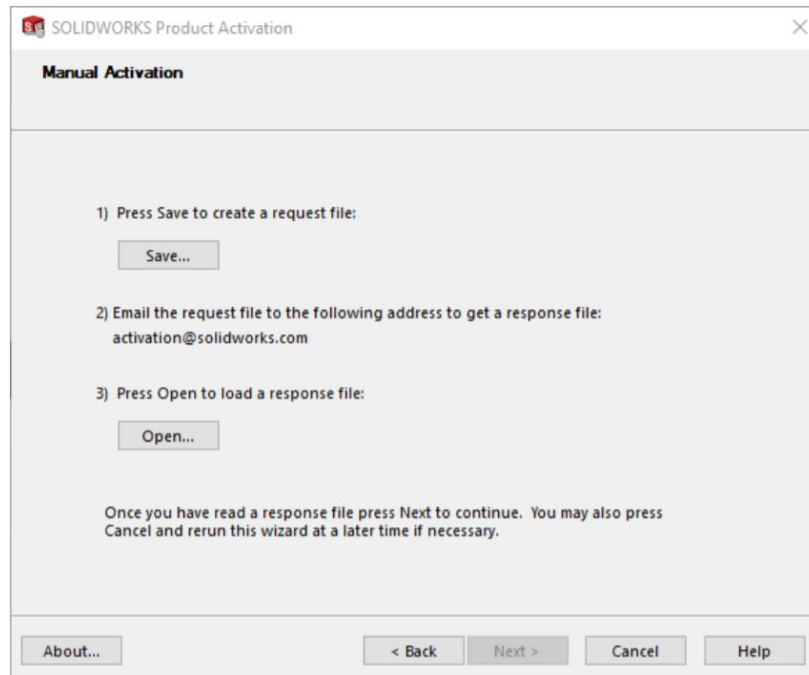 SOLIDWORKS Product Activation
Manual Activation
1) Press Save to create a request file:
Save...
2) Email the request file to the following address to get a response file:
activation@solidworks.com
3) Press Open to load a response file:
Open...
Once you have read a response file press Next to continue. You may also press
Cancel and rerun this wizard at a later time if necessary.
About... < Back Next > Cancel Help